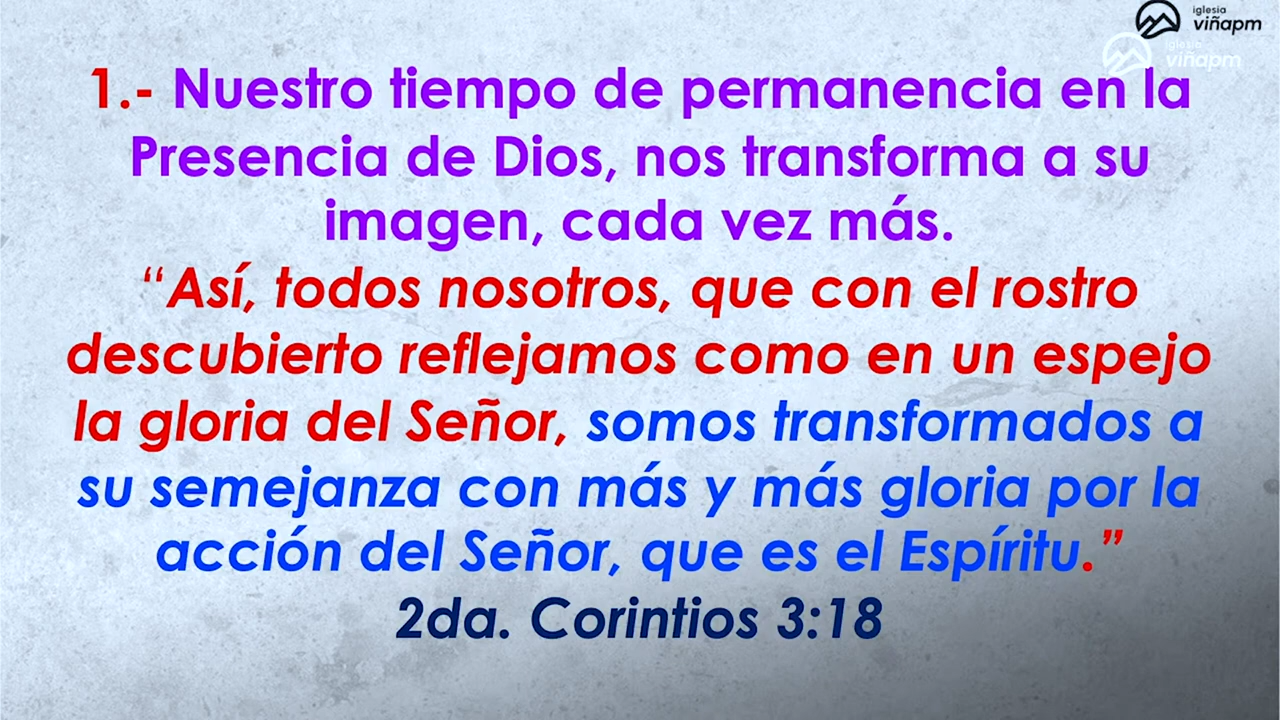 iglesia
viñapm
iglesia
viñapm
1.- Nuestro tiempo de permanencia en la
Presencia de Dios, nos transforma a su
imagen, cada vez más.
“Así, todos nosotros, que con el rostro
descubierto reflejamos como en un espejo
la gloria del Señor, somos transformados a
su semejanza con más y más gloria por la
acción del Señor, que es el Espíritu.”
2da. Corintios 3:18